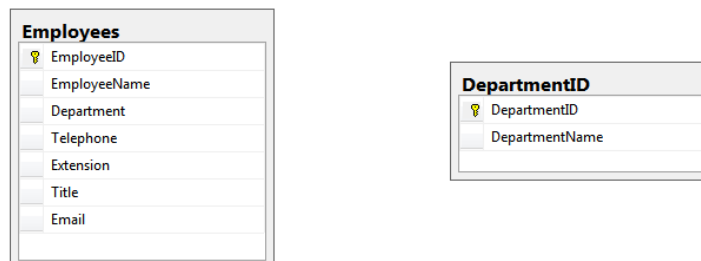 Employees
EmployeeID
EmployeeName
Department
Telephone
Extension
Title
Email
DepartmentID
DepartmentID
DepartmentName